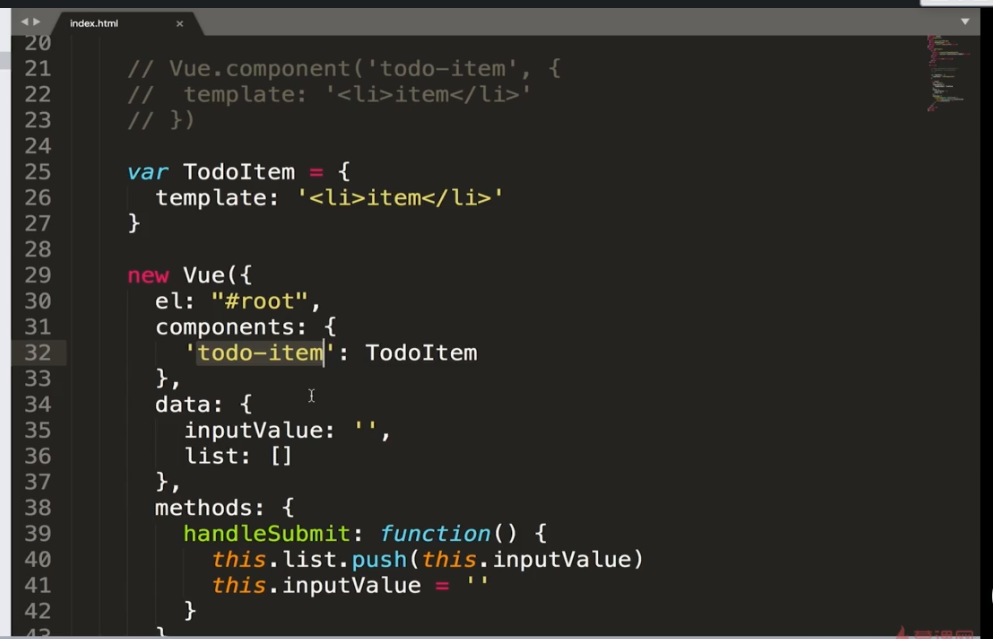 index.html ×
20
21 // Vue.component('todo-item', {
22 //  template: '<li>item</li>'
23 // })
24
25 var TodoItem = {
26 template: '<li>item</li>'
27 }
28
29 new Vue({
30 el: "#root",
31 components: {
32 'todo-item': TodoItem
33 },
34 data: {
35 inputValue: '',
36 list: []
37 },
38 methods: {
39 handleSubmit: function() {
40 this.list.push(this.inputValue)
41 this.inputValue = ''
42 }
43 }